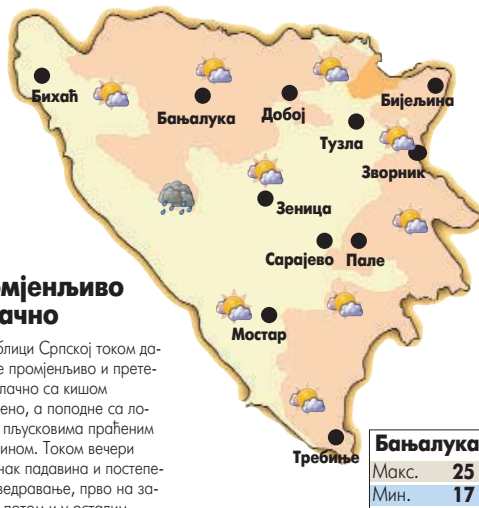 Бихаћ
Бањалука
Добој
Бијељина
Тузла
Зворник
Зеница
Сарајево
Пале
Мостар
Требиње
мјенљиво
ачно
блици Српској током да-
е промјенљиво и прете-
лачно са кишом
ено, а поподне са ло-
пљусковима праћеним
ином. Током вечери
нак падавина и постепе-
ведравање, прво на за-
потом и у осталим
Бањалука
Макс. 25
Мин. 17